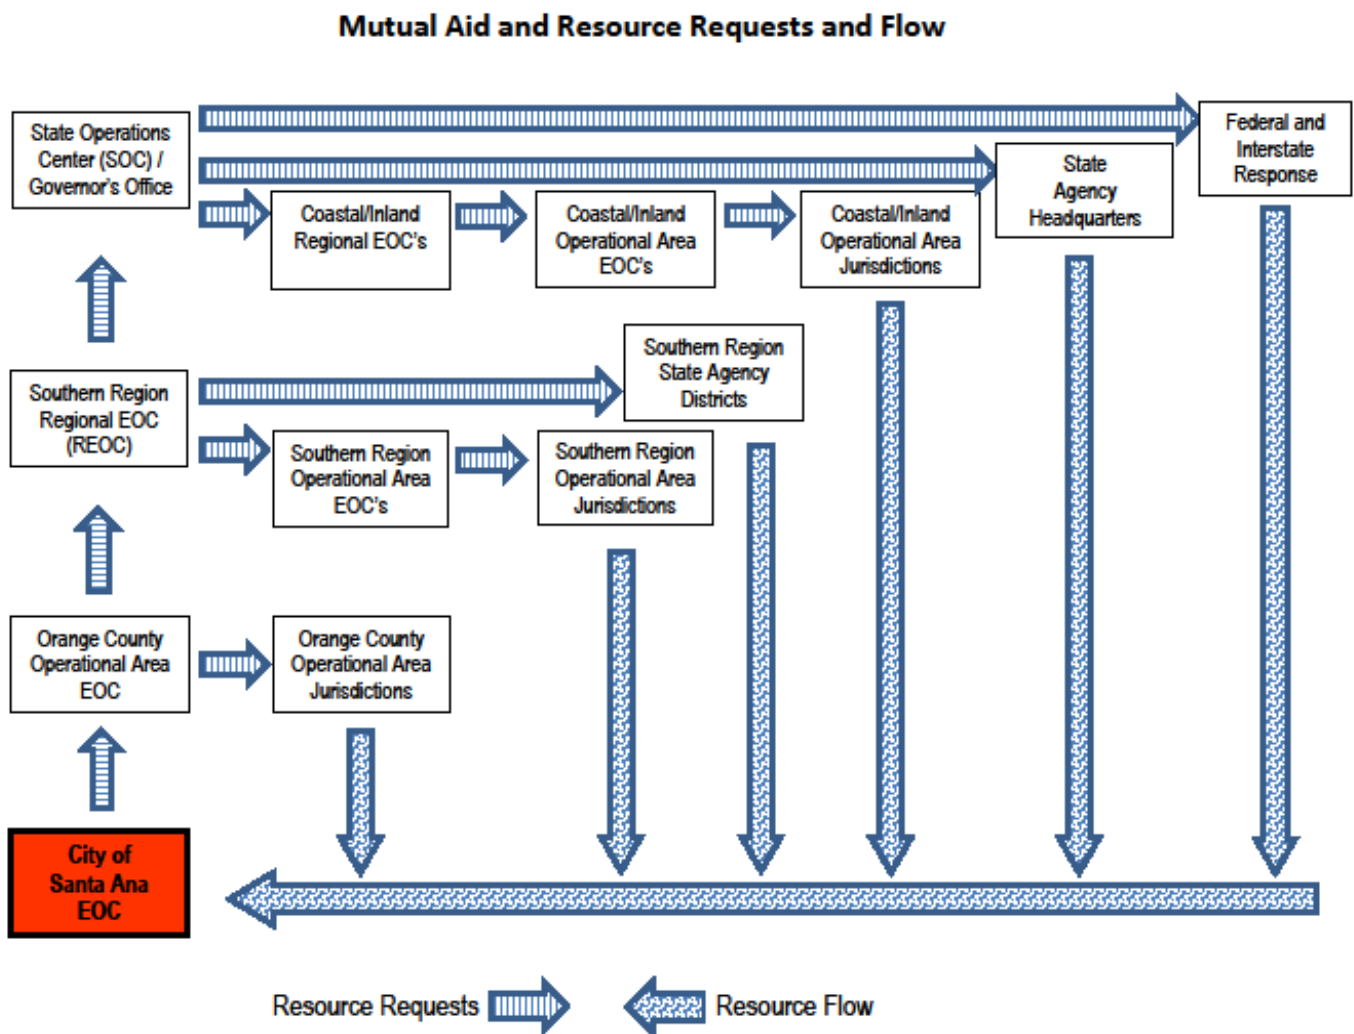 Mutual Aid and Resource Requests and Flow
State Operations
Center (SOC) /
Governor's Office
Federal and
Interstate
Response
State
Agency
Headquarters
Coastal/Inland
Regional EOC's
Coastal/Inland
Operational Area
EOC's
Coastal/Inland
Operational Area
Jurisdictions
Southern Region
State Agency
Districts
Southern Region
Regional EOC
(REOC)
Southern Region
Operational Area
EOC's
Southern Region
Operational Area
Jurisdictions
Orange County
Operational Area
EOC
Orange County
Operational Area
Jurisdictions
City of
Santa Ana
EOC
Resource Requests
Resource Flow